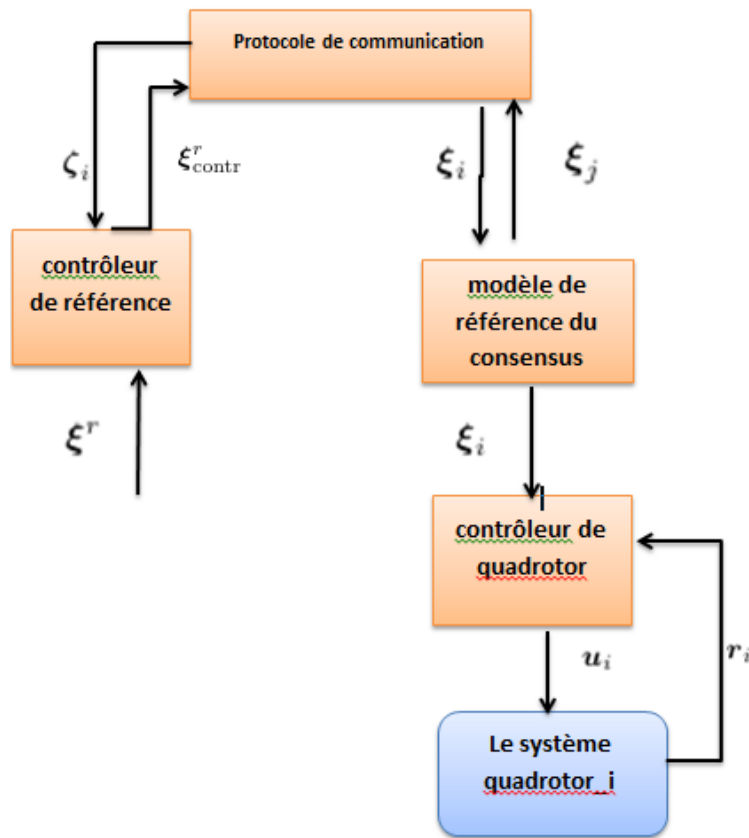 Protocole de communication
ζ_i
ξ^r_contr
ξ_i
ξ_j
contrôleur
de référence
modèle de
référence du
consensus
ξ^r
ξ_i
contrôleur de
quadrotor
u_i
r_i
Le système
quadrotor_i